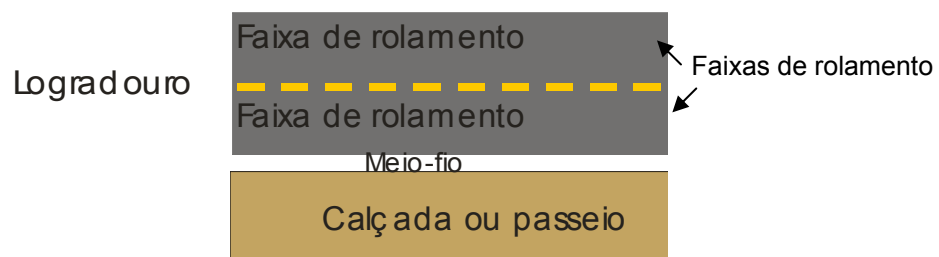 Faixa de rolamento
Logradouro
Faixas de rolamento
Faixa de rolamento
Meio-fio
Calçada ou passeio